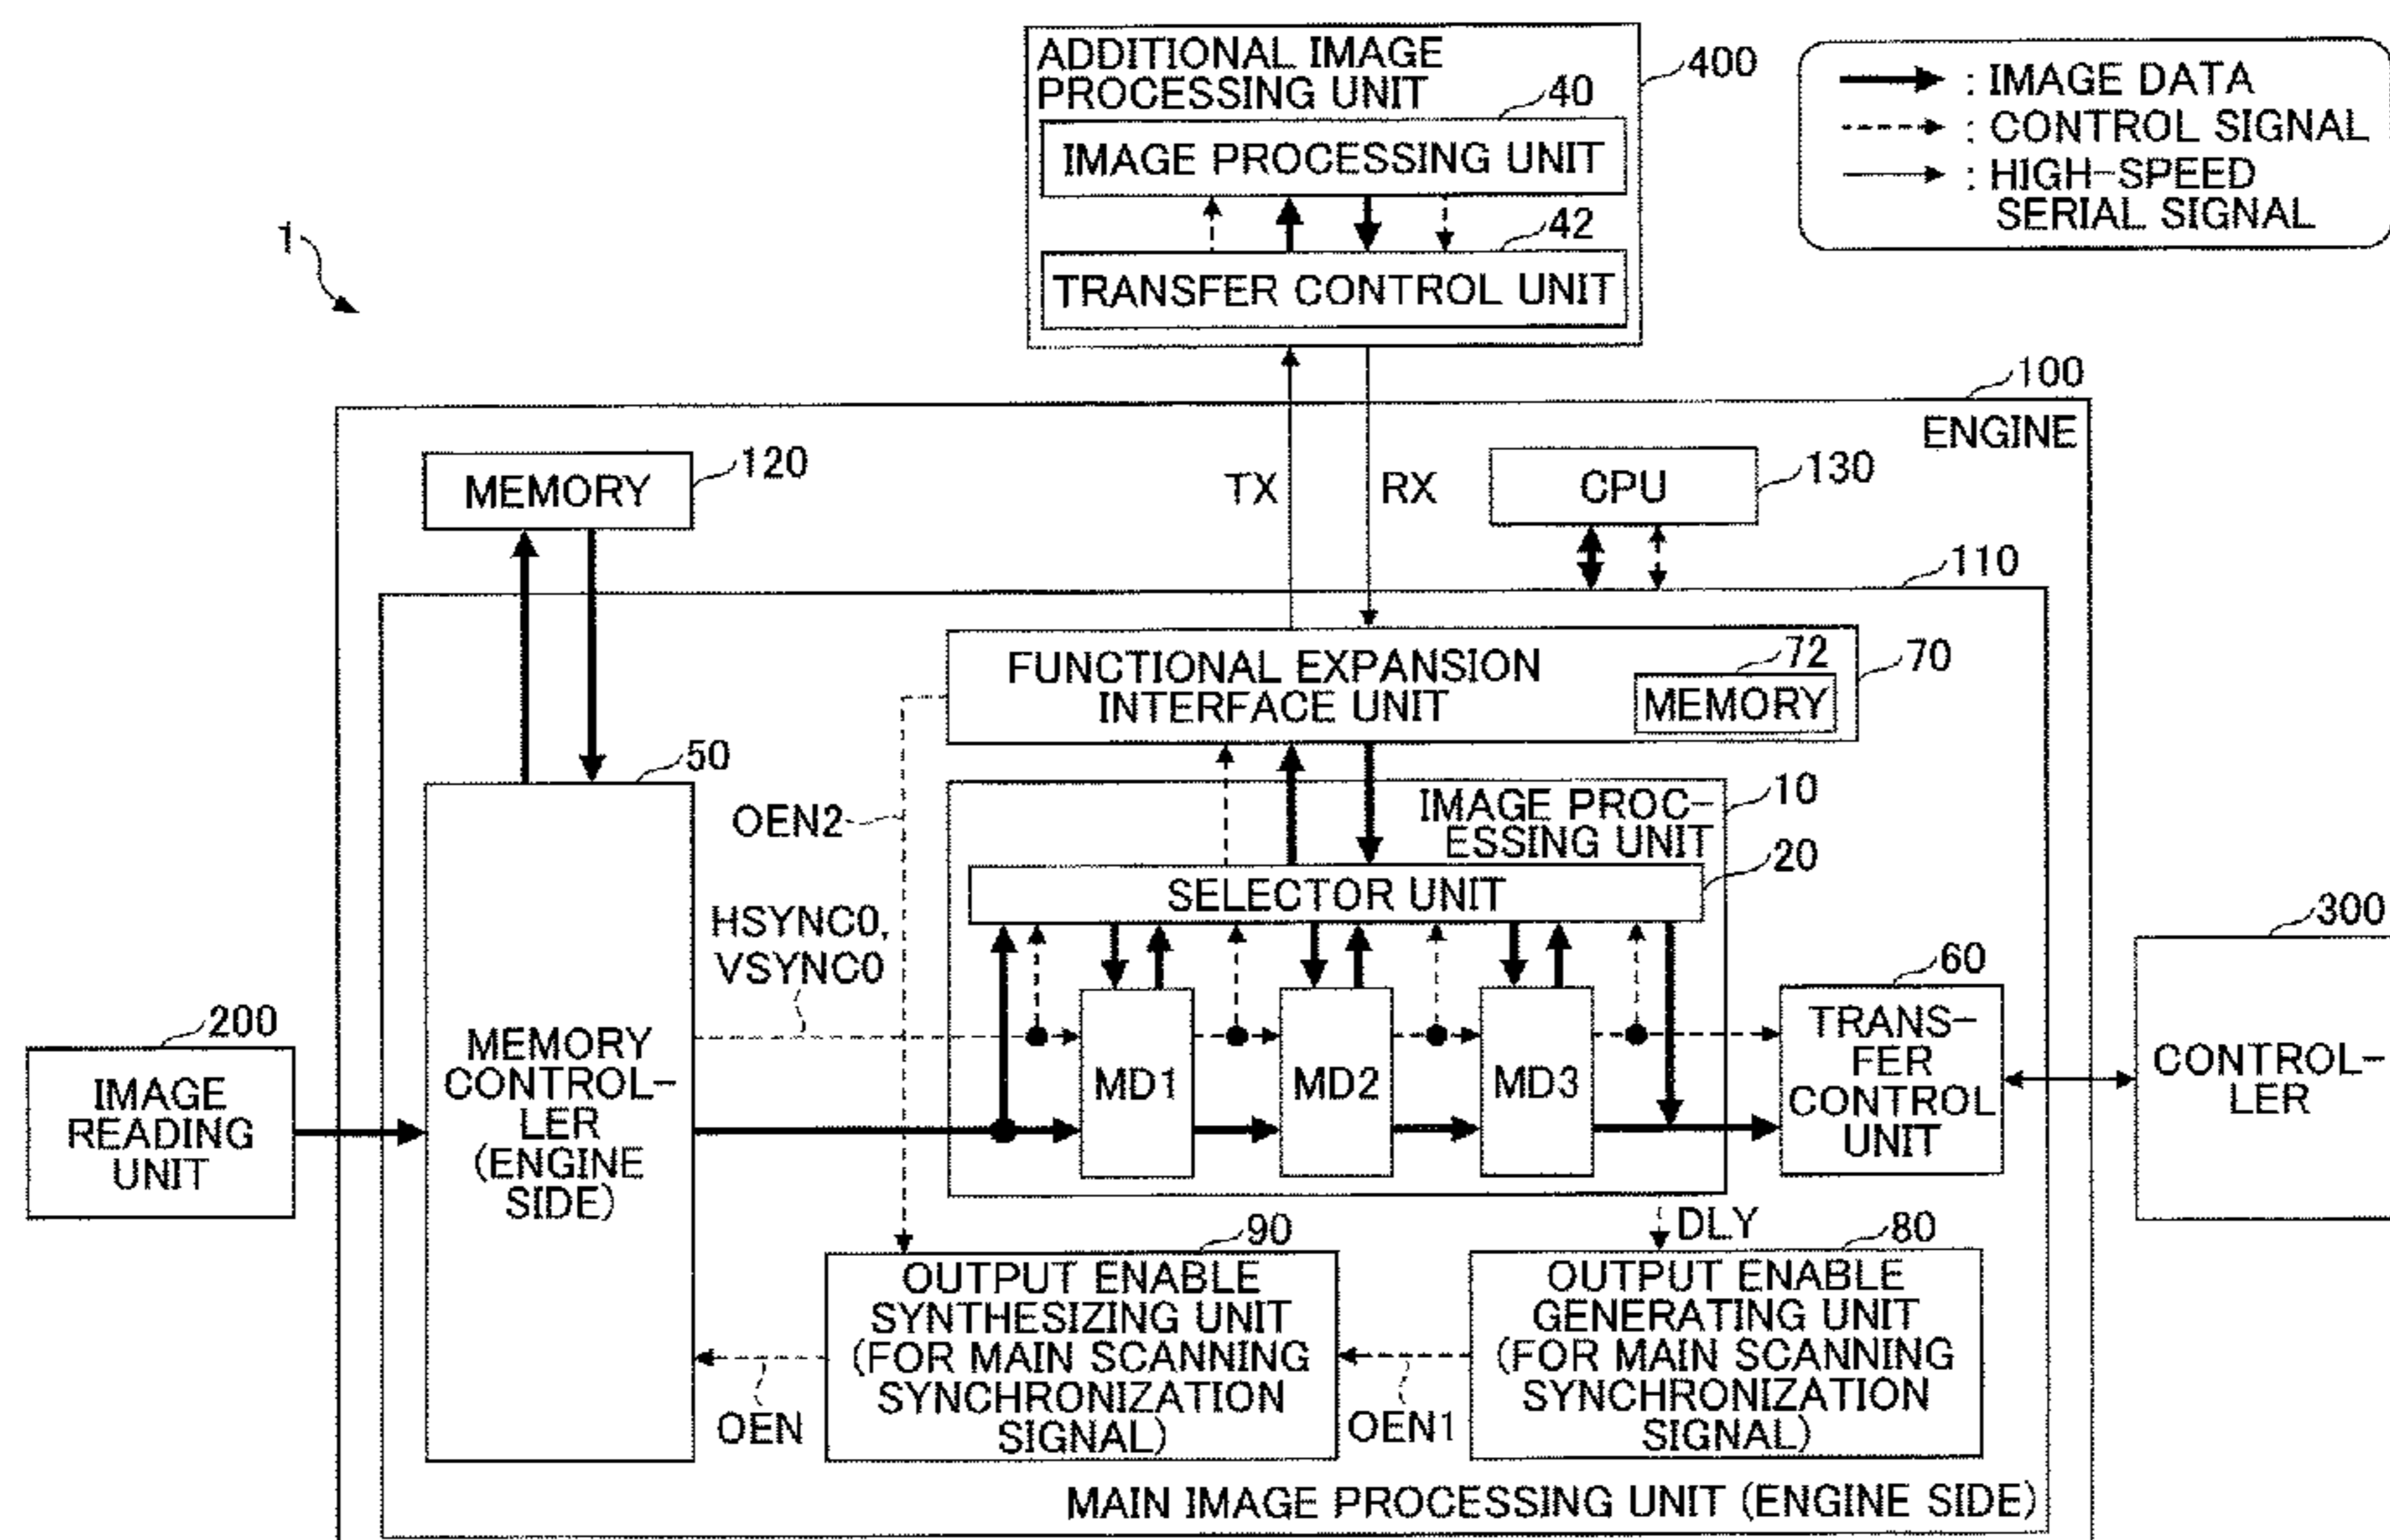 ADDITIONAL IMAGE
PROCESSING UNIT
400
40
IMAGE PROCESSING UNIT
42
TRANSFER CONTROL UNIT
: IMAGE DATA
: CONTROL SIGNAL
: HIGH-SPEED
SERIAL SIGNAL
1
100
ENGINE
MEMORY
120
TX
RX
CPU
130
110
FUNCTIONAL EXPANSION
INTERFACE UNIT
72
MEMORY
70
50
OEN2
HSYNC0,
VSYNC0
IMAGE PROC-
ESSING UNIT
10
20
SELECTOR UNIT
MD1
MD2
MD3
60
TRANS-
FER
CONTROL
UNIT
300
CONTROL-
LER
200
IMAGE
READING
UNIT
MEMORY
CONTROL-
LER
(ENGINE
SIDE)
DLY
90
OUTPUT ENABLE
SYNTHESIZING UNIT
(FOR MAIN SCANNING
SYNCHRONIZATION
SIGNAL)
80
OUTPUT ENABLE
GENERATING UNIT
(FOR MAIN SCANNING
SYNCHRONIZATION
SIGNAL)
OEN
OEN1
MAIN IMAGE PROCESSING UNIT (ENGINE SIDE)